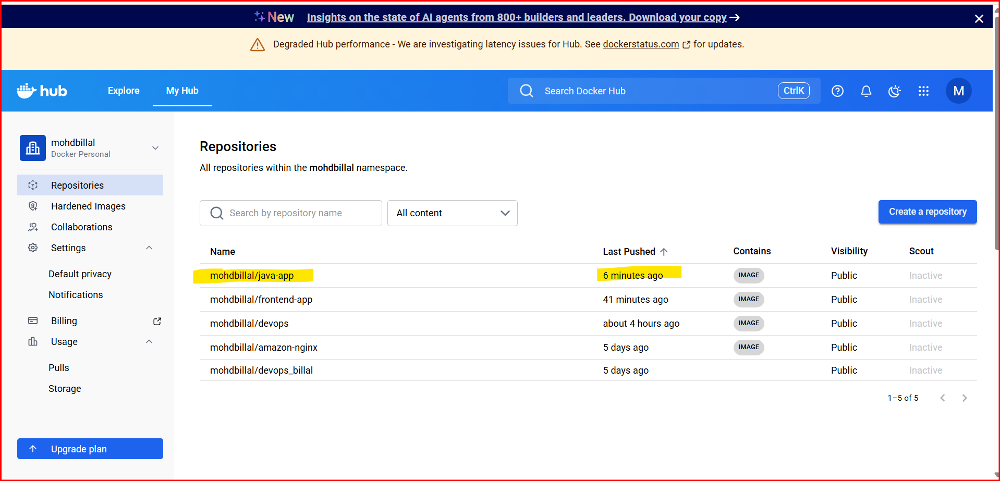 New Insights on the state of AI agents from 800+ builders and leaders. Download your copy →
Degraded Hub performance - We are investigating latency issues for Hub. See dockerstatus.com for updates.
hub Explore My Hub Search Docker Hub CtrlK M
mohdbillal
Docker Personal
Repositories
Hardened Images
Collaborations
Settings
Default privacy
Notifications
Billing
Usage
Pulls
Storage
Upgrade plan
Repositories
All repositories within the mohdbillal namespace.
Search by repository name All content Create a repository
Name Last Pushed Contains Visibility Scout
mohdbillal/java-app 6 minutes ago IMAGE Public Inactive
mohdbillal/frontend-app 41 minutes ago IMAGE Public Inactive
mohdbillal/devops about 4 hours ago IMAGE Public Inactive
mohdbillal/amazon-nginx 5 days ago IMAGE Public Inactive
mohdbillal/devops_billal 5 days ago Public Inactive
1–5 of 5